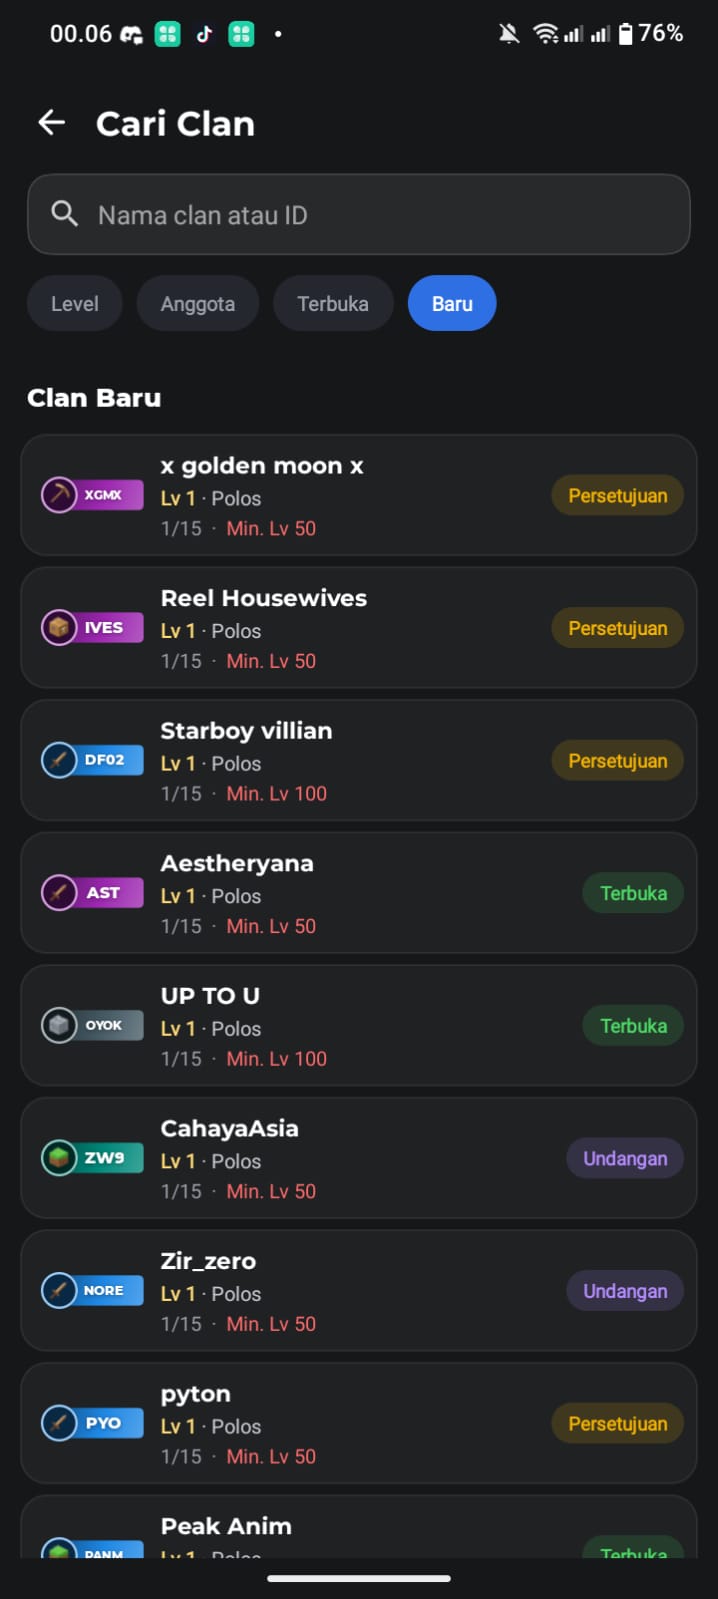 00.06 76%
Cari Clan
Nama clan atau ID
Level Anggota Terbuka Baru
Clan Baru
XGMX
x golden moon x
Lv 1 · Polos
1/15 · Min. Lv 50
Persetujuan
IVES
Reel Housewives
Lv 1 · Polos
1/15 · Min. Lv 50
Persetujuan
DF02
Starboy villian
Lv 1 · Polos
1/15 · Min. Lv 100
Persetujuan
AST
Aestheryana
Lv 1 · Polos
1/15 · Min. Lv 50
Terbuka
OYOK
UP TO U
Lv 1 · Polos
1/15 · Min. Lv 100
Terbuka
ZW9
CahayaAsia
Lv 1 · Polos
1/15 · Min. Lv 50
Undangan
NORE
Zir_zero
Lv 1 · Polos
1/15 · Min. Lv 50
Undangan
PYO
pyton
Lv 1 · Polos
1/15 · Min. Lv 50
Persetujuan
PANM
Peak Anim
Lv 1 · Polos
Terbuka